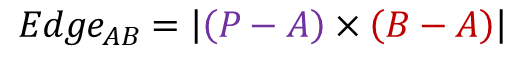 Edge_AB = |(P − A) × (B − A)|